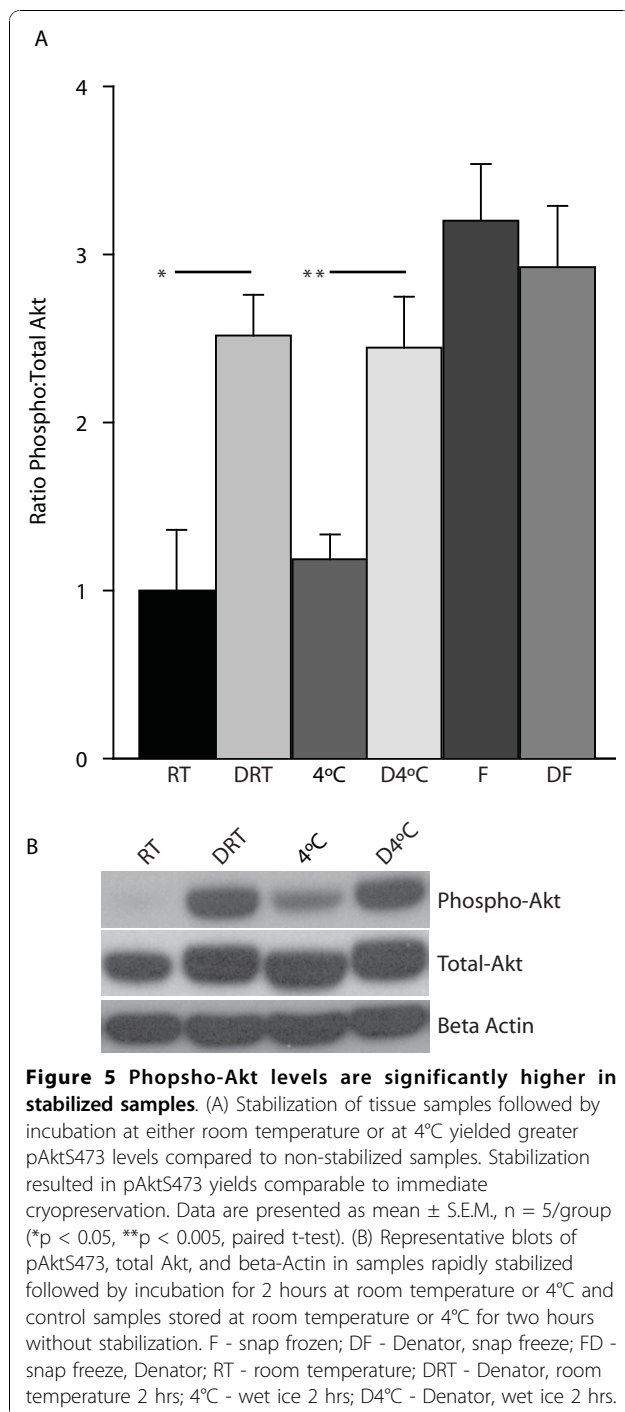 A
4
3
2
1
0
Ratio Phospho:Total Akt
* **
RT DRT 4ºC D4ºC F DF
B
RT DRT 4ºC D4ºC
Phospho-Akt
Total-Akt
Beta Actin
Figure 5 Phopsho-Akt levels are significantly higher in
stabilized samples. (A) Stabilization of tissue samples followed by
incubation at either room temperature or at 4°C yielded greater
pAktS473 levels compared to non-stabilized samples. Stabilization
resulted in pAktS473 yields comparable to immediate
cryopreservation. Data are presented as mean ± S.E.M., n = 5/group
(*p < 0.05, **p < 0.005, paired t-test). (B) Representative blots of
pAktS473, total Akt, and beta-Actin in samples rapidly stabilized
followed by incubation for 2 hours at room temperature or 4°C and
control samples stored at room temperature or 4°C for two hours
without stabilization. F - snap frozen; DF - Denator, snap freeze; FD -
snap freeze, Denator; RT - room temperature; DRT - Denator, room
temperature 2 hrs; 4°C - wet ice 2 hrs; D4°C - Denator, wet ice 2 hrs.